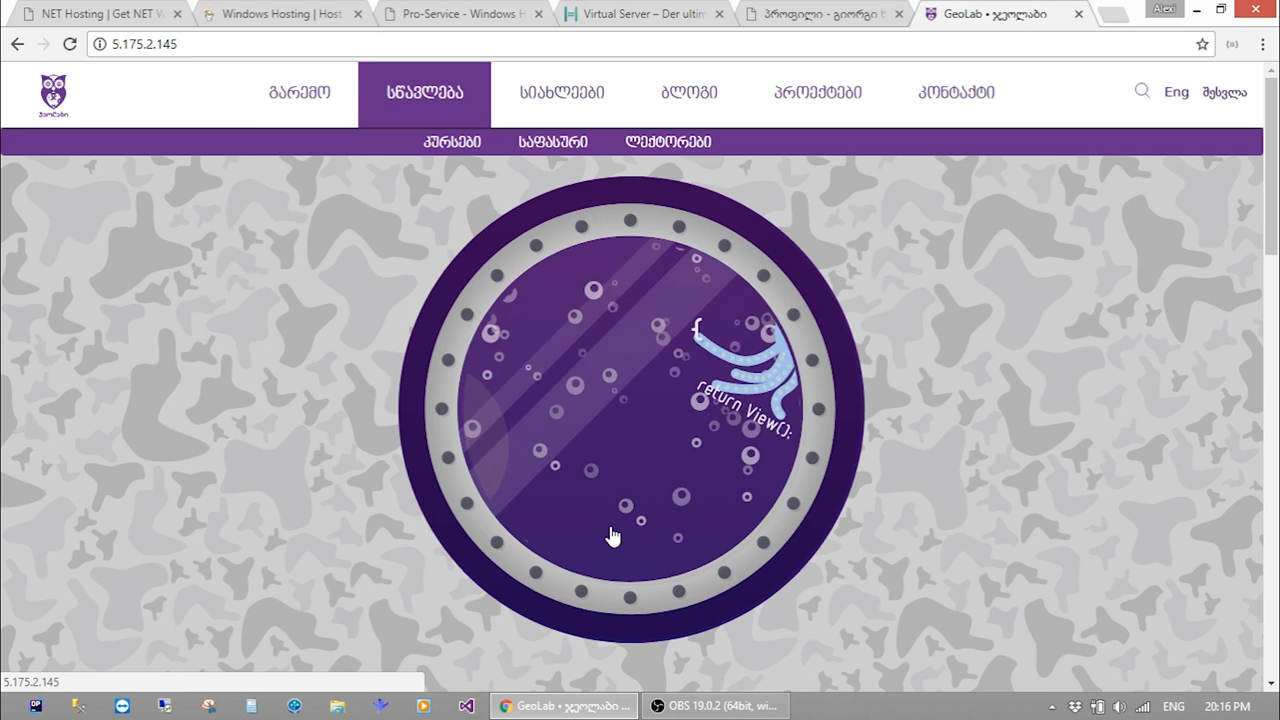 NET Hosting | Get NET W
Windows Hosting | Host
Pro-Service - Windows H
Virtual Server – Der ultim
პროფილი - გიორგი ხ
GeoLab • ჯეოლაბი
Alexi
5.175.2.145
ჯეოლაბი
გარემო
სწავლება
სიახლეები
ბლოგი
პროექტები
კონტაქტი
Eng
შესვლა
კურსები
საფასური
ლექტორები
{
return View();
5.175.2.145
GeoLab • ჯეოლაბი ...
OBS 19.0.2 (64bit, wi...
ENG
20:16 PM